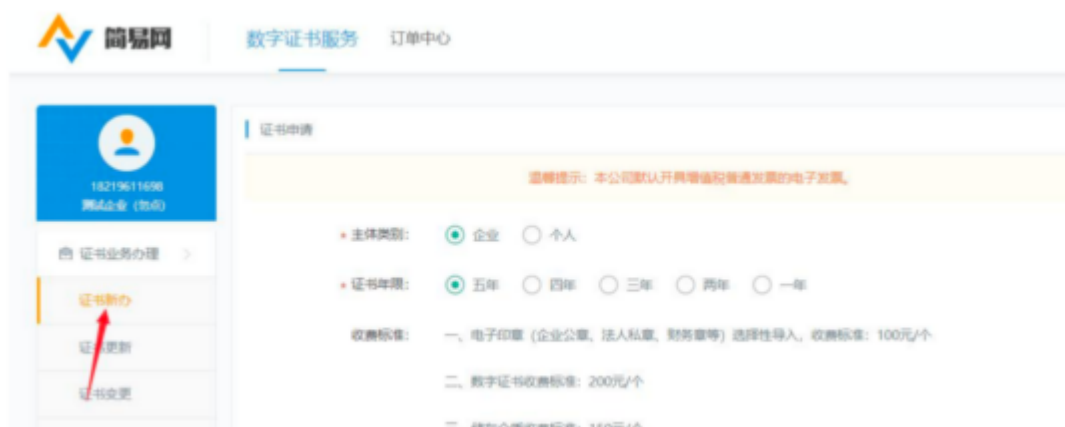 简易网
数字证书服务 订单中心
18219611698
测试企业（勿动）
证书申请
温馨提示：本公司默认开具增值税普通发票的电子发票。
主体类别： 企业 个人
证书业务办理
证书年限： 五年 四年 三年 两年 一年
证书新办
收费标准： 一、电子印章（企业公章、法人私章、财务章等）选择性导入，收费标准：100元/个
证书更新
二、数字证书收费标准：200元/个
证书变更